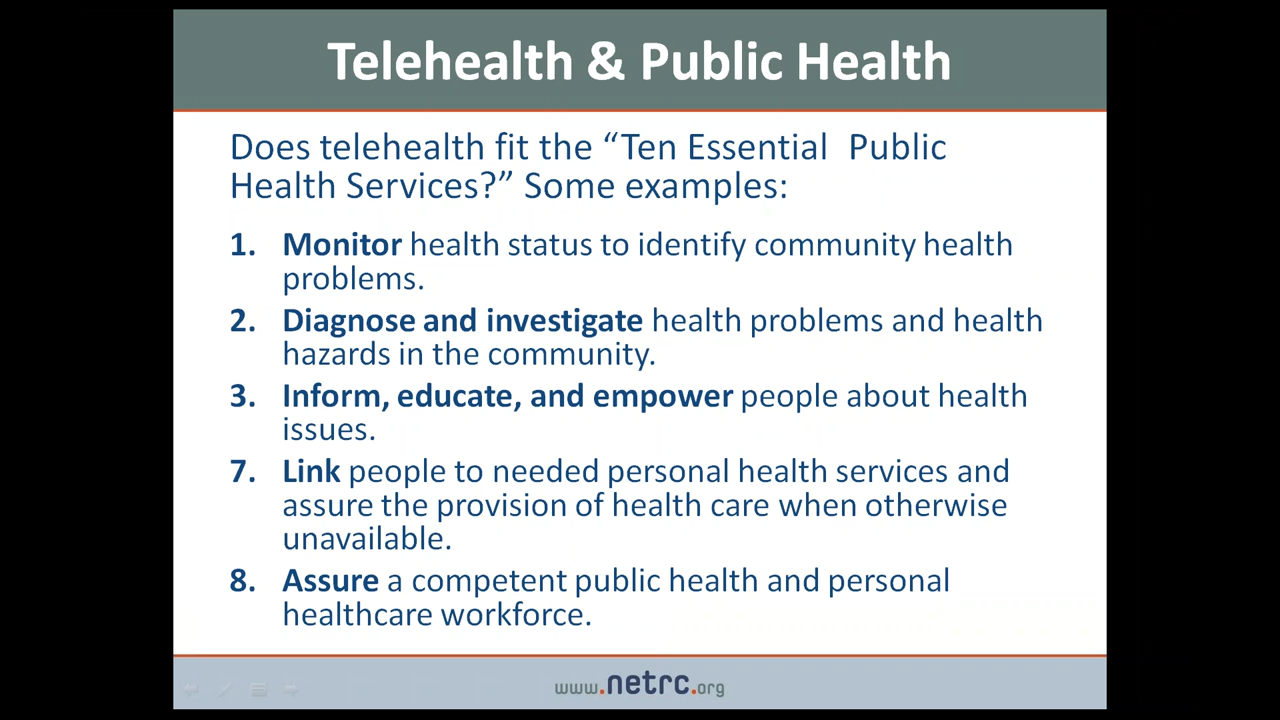 Telehealth & Public Health
Does telehealth fit the “Ten Essential Public
Health Services?” Some examples:
1. Monitor health status to identify community health
problems.
2. Diagnose and investigate health problems and health
hazards in the community.
3. Inform, educate, and empower people about health
issues.
7. Link people to needed personal health services and
assure the provision of health care when otherwise
unavailable.
8. Assure a competent public health and personal
healthcare workforce.
www.netrc.org